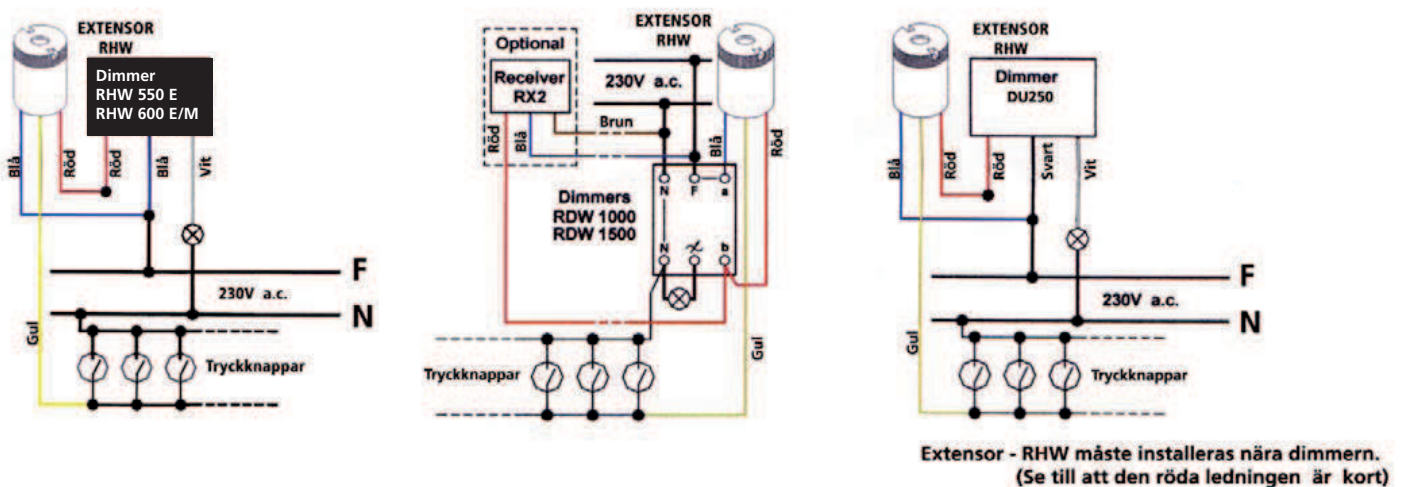 EXTENSOR
RHW
Dimmer
RHW 550 E
RHW 600 E/M
Blå
Röd
Röd
Blå
Vit
F
230V a.c.
N
Gul
Tryckknappar
EXTENSOR
RHW
Optional
Receiver
RX2
230V a.c.
Brun
Röd
Blå
Blå
Röd
N F a
Dimmers
RDW 1000
RDW 1500
N b
Gul
Tryckknappar
EXTENSOR
RHW
Dimmer
DU250
Blå
Röd
Röd
Svart
Vit
F
230V a.c.
N
Gul
Tryckknappar
Extensor - RHW måste installeras nära dimmern.
(Se till att den röda ledningen är kort)